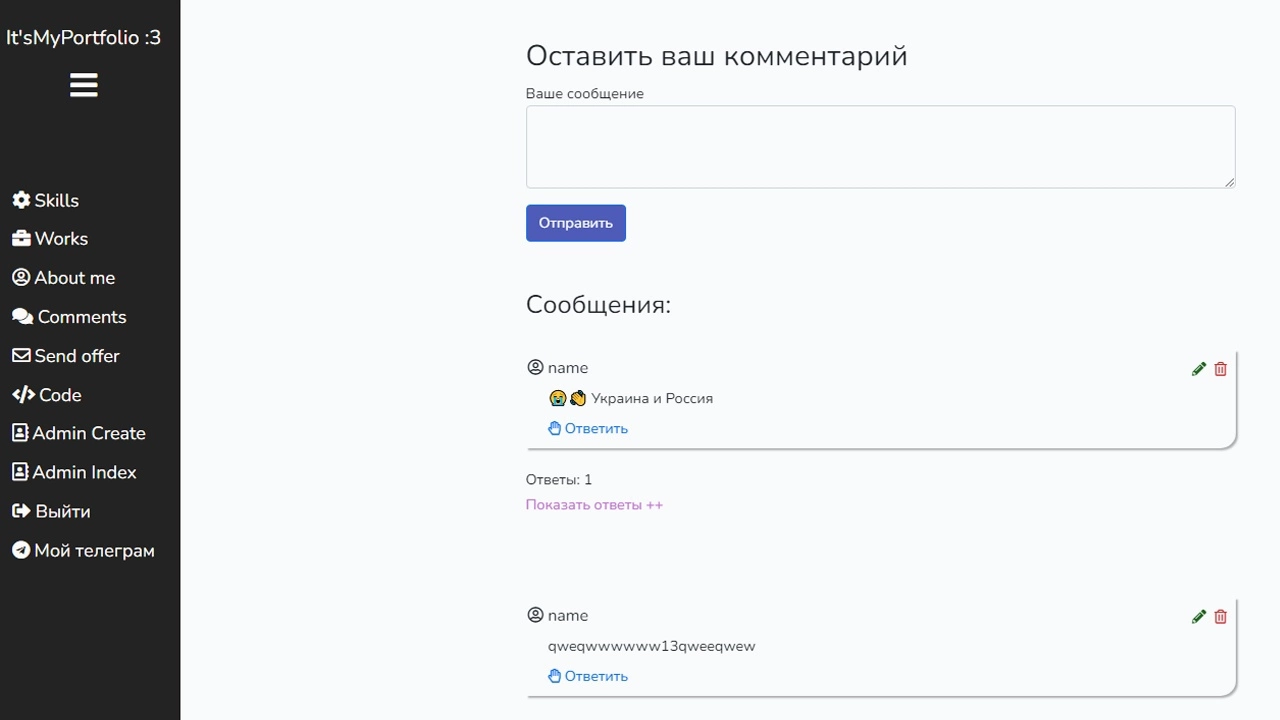 It'sMyPortfolio :3
Skills
Works
About me
Comments
Send offer
Code
Admin Create
Admin Index
Выйти
Мой телеграм
Оставить ваш комментарий
Ваше сообщение
Отправить
Сообщения:
name
😭👏 Украина и Россия
Ответить
Ответы: 1
Показать ответы ++
name
qweqwwwwww13qweeqwew
Ответить